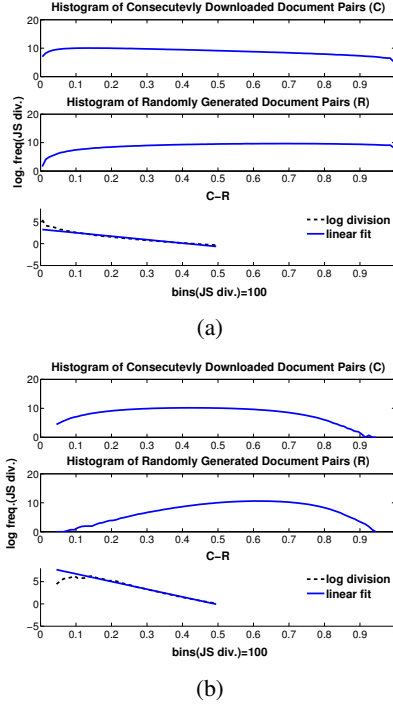 Histogram of Consecutevly Downloaded Document Pairs (C)
20
10
0
0 0.1 0.2 0.3 0.4 0.5 0.6 0.7 0.8 0.9
Histogram of Randomly Generated Document Pairs (R)
20
10
0
0 0.1 0.2 0.3 0.4 0.5 0.6 0.7 0.8 0.9
log. freq(JS div.)
C−R
5
0
−5
0 0.1 0.2 0.3 0.4 0.5 0.6 0.7 0.8 0.9
log division
linear fit
bins(JS div.)=100
(a)
Histogram of Consecutevly Downloaded Document Pairs (C)
20
10
0
0 0.1 0.2 0.3 0.4 0.5 0.6 0.7 0.8 0.9
Histogram of Randomly Generated Document Pairs (R)
20
10
0
0 0.1 0.2 0.3 0.4 0.5 0.6 0.7 0.8 0.9
log freq.(JS div.)
C−R
5
0
−5
0 0.1 0.2 0.3 0.4 0.5 0.6 0.7 0.8 0.9
log division
linear fit
bins(JS div.)=100
(b)